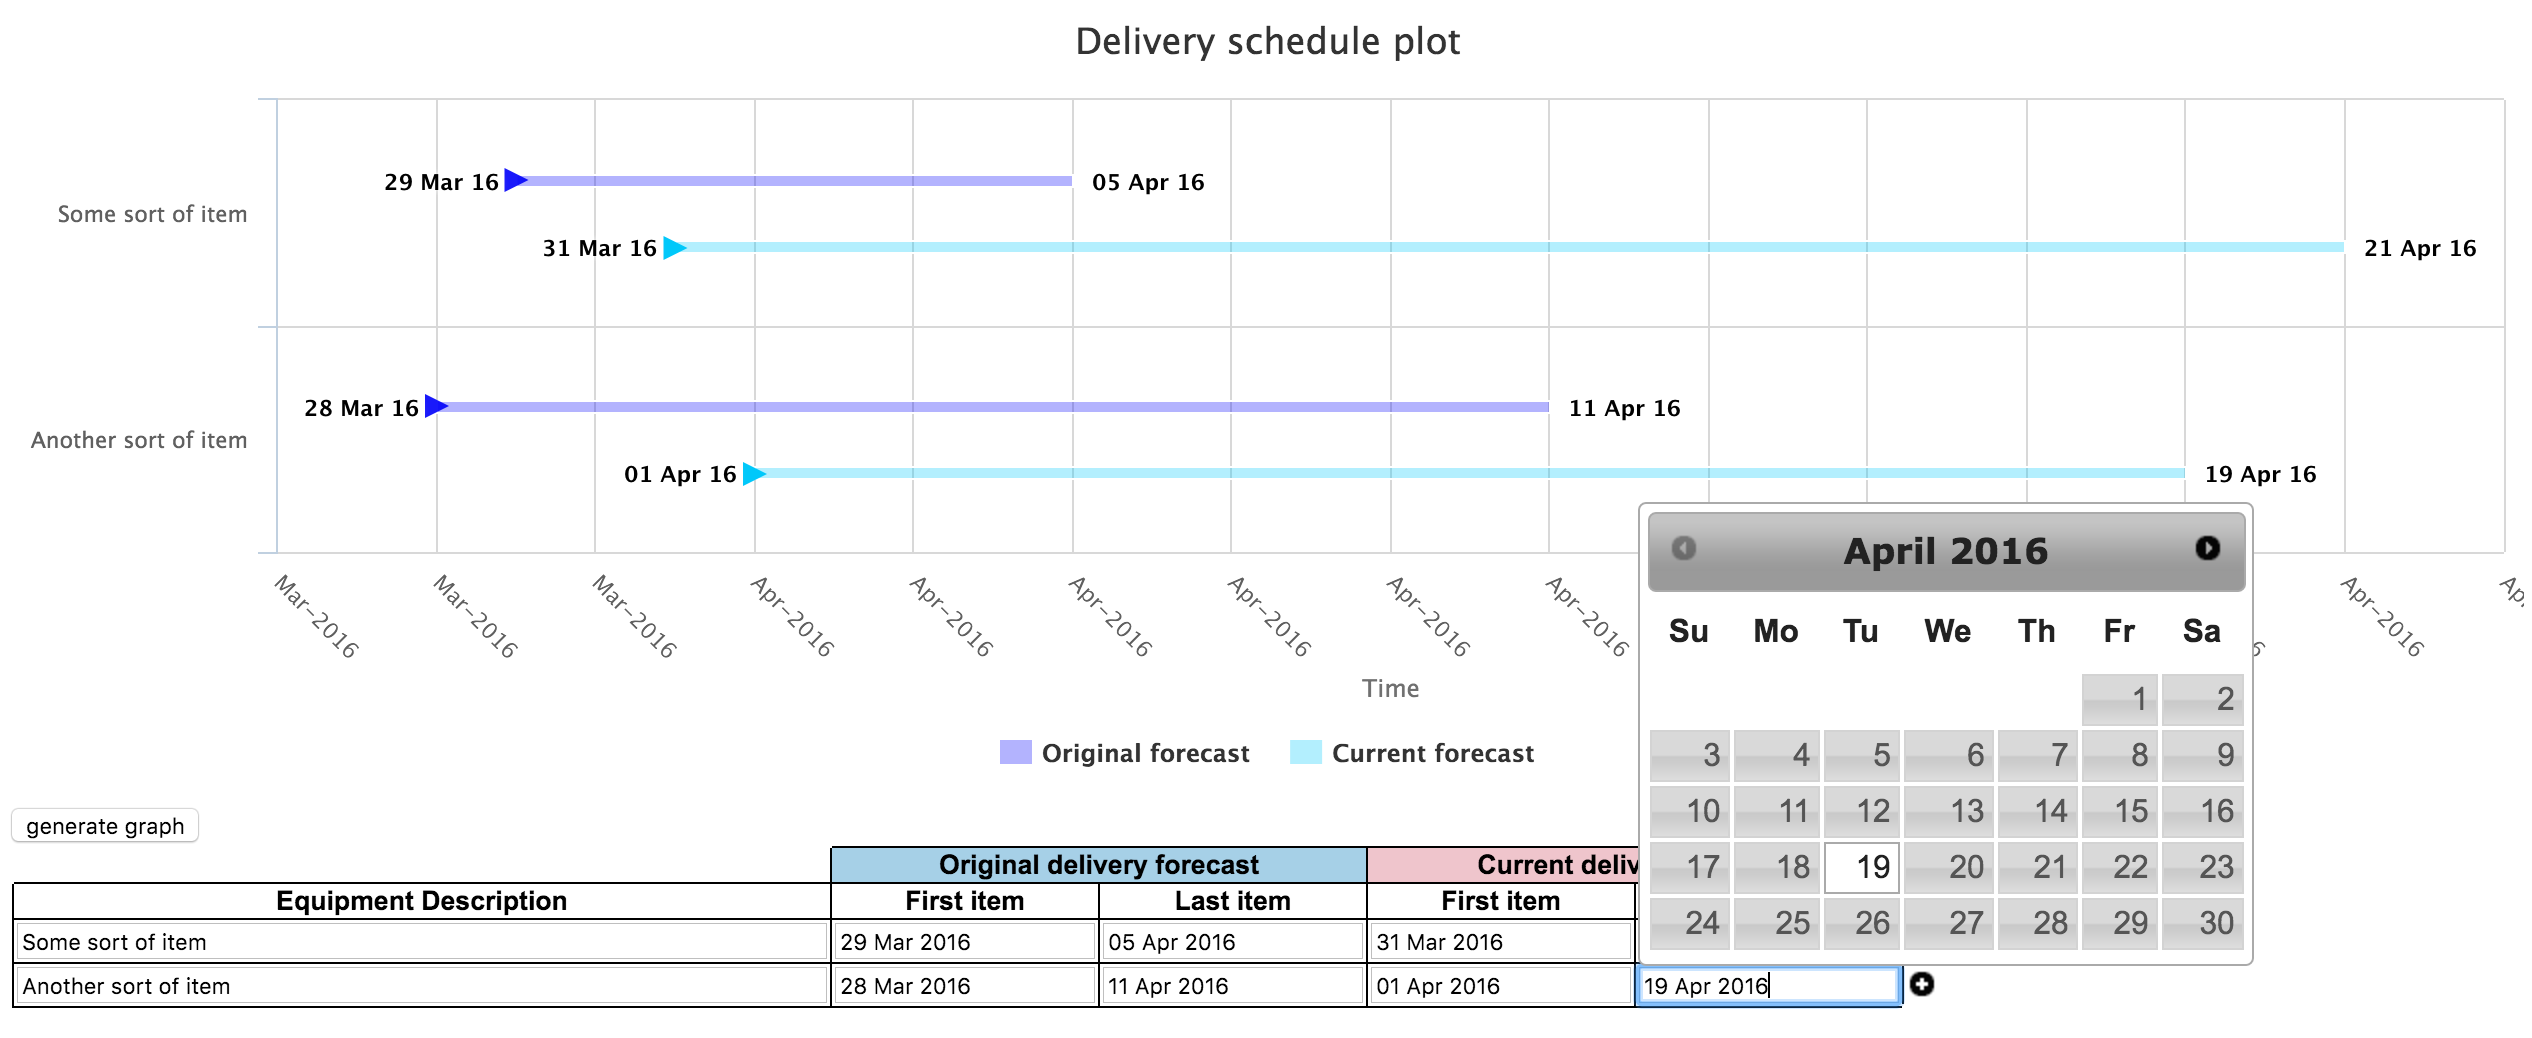 Delivery schedule plot
29 Mar 16
05 Apr 16
Some sort of item
31 Mar 16
21 Apr 16
28 Mar 16
11 Apr 16
Another sort of item
01 Apr 16
19 Apr 16
Mar-2016 Mar-2016 Mar-2016 Apr-2016 Apr-2016 Apr-2016 Apr-2016 Apr-2016 Apr-2016 Apr-2016
Time
Original forecast Current forecast
April 2016
Su Mo Tu We Th Fr Sa
1 2
3 4 5 6 7 8 9
10 11 12 13 14 15 16
17 18 19 20 21 22 23
24 25 26 27 28 29 30
generate graph
Original delivery forecast Current deliv
Equipment Description First item Last item First item
Some sort of item 29 Mar 2016 05 Apr 2016 31 Mar 2016
Another sort of item 28 Mar 2016 11 Apr 2016 01 Apr 2016 19 Apr 2016